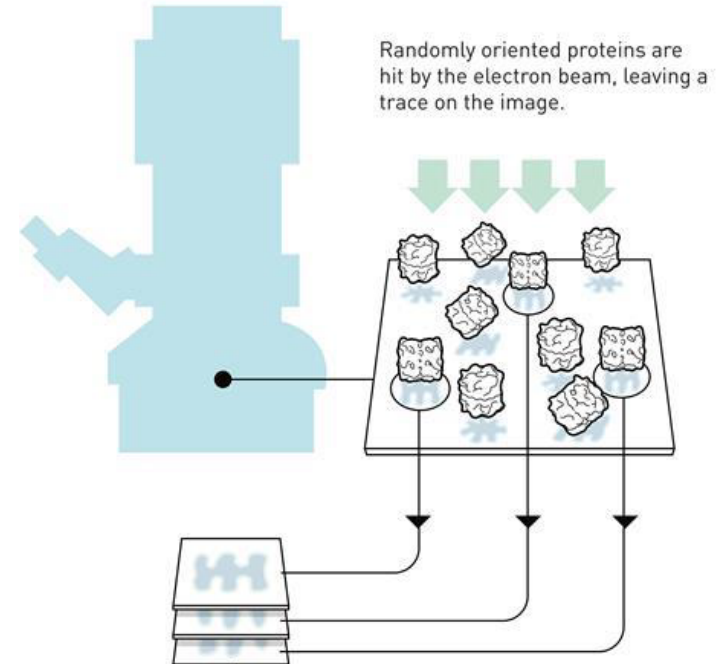 Randomly oriented proteins are
hit by the electron beam, leaving a
trace on the image.